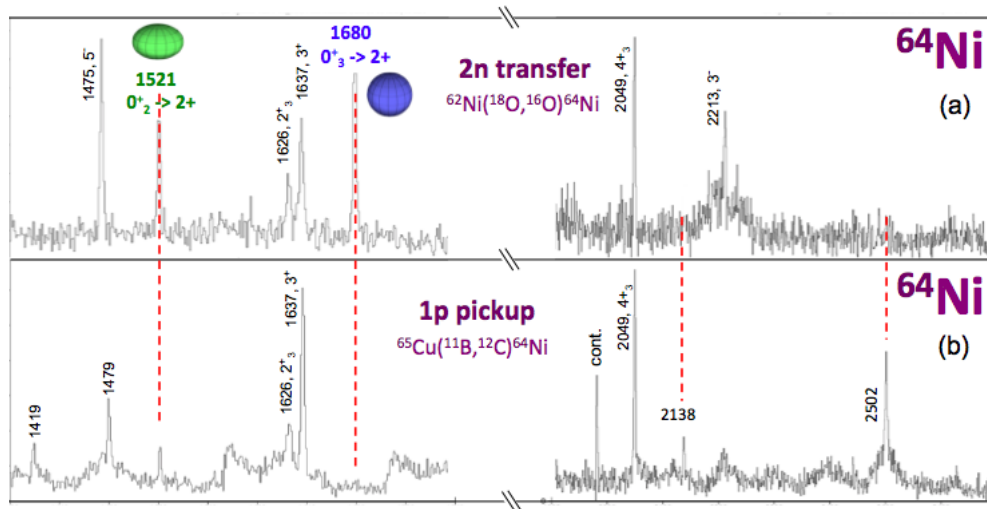 1475, 5⁻
1521
0⁺₂ -> 2+
1626, 2⁺₃
1637, 3⁺
1680
0⁺₃ -> 2+
2n transfer
⁶²Ni(¹⁸O,¹⁶O)⁶⁴Ni
2049, 4+₃
2213, 3⁻
⁶⁴Ni
(a)
1419
1479
1626, 2⁺₃
1637, 3⁺
1p pickup
⁶⁵Cu(¹¹B,¹²C)⁶⁴Ni
cont.
2049, 4+₃
2138
2502
⁶⁴Ni
(b)